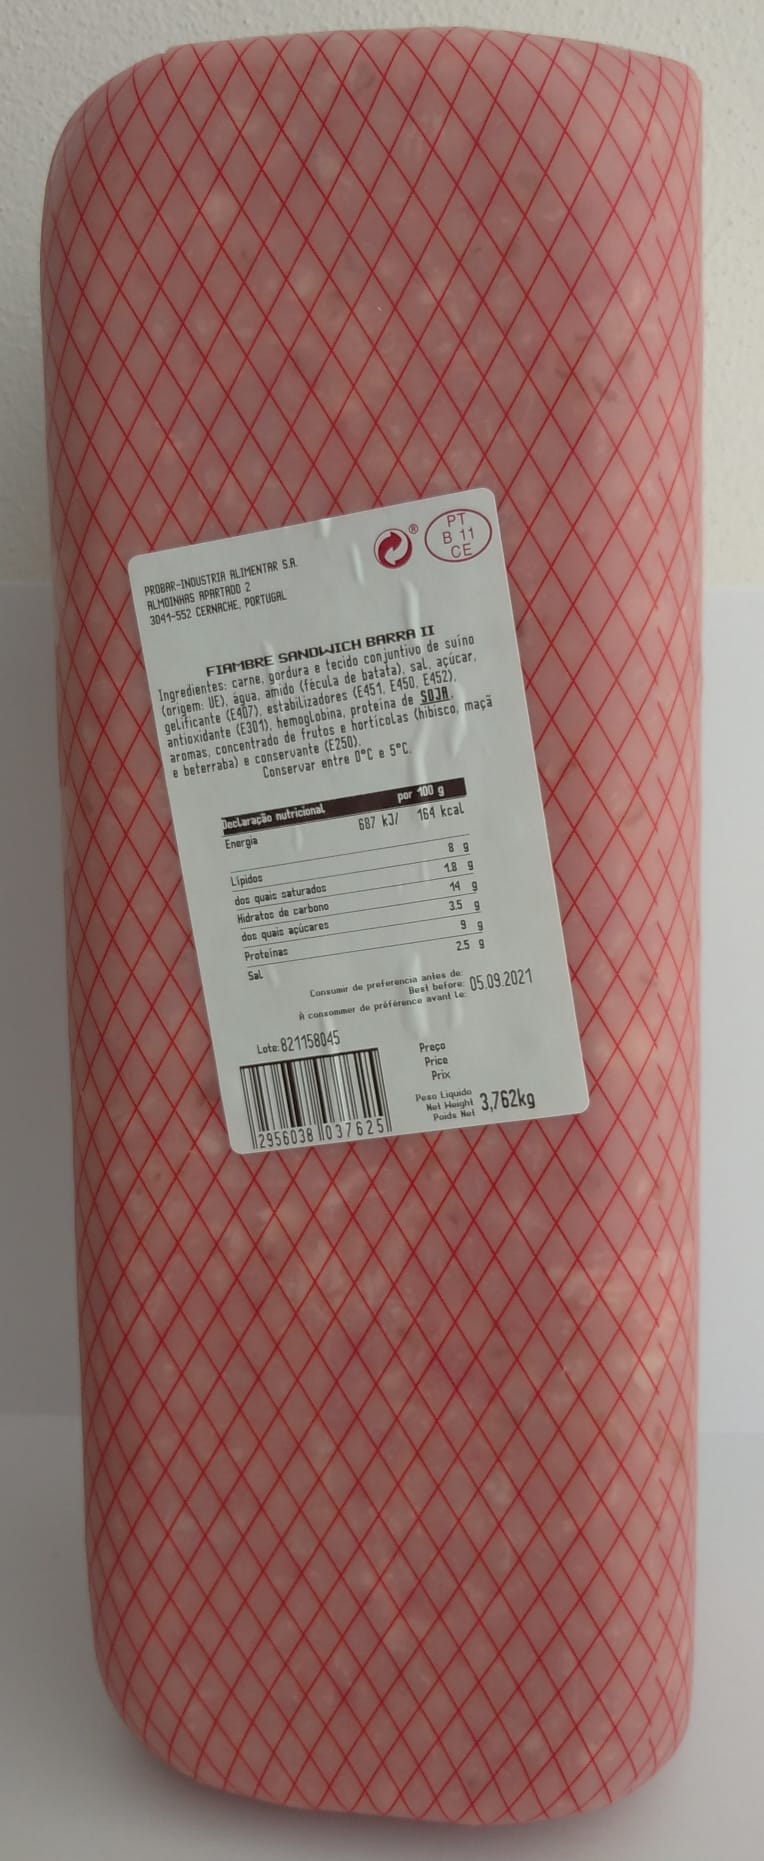 PROBAR-INDUSTRIA ALIMENTAR S.A.
ALMOINHAS APARTADO 2
3041-552 CERNACHE, PORTUGAL
®
PT
B 11
CE
FIAMBRE SANDWICH BARRA II
Ingredientes: carne, gordura e tecido conjuntivo de suíno
(origem: UE), água, amido (fécula de batata), sal, açúcar,
gelificante (E407), estabilizadores (E451, E450, E452),
antioxidante (E301), hemoglobina, proteína de SOJA,
aromas, concentrado de frutos e hortícolas (hibisco, maçã
e beterraba) e conservante (E250).
Conservar entre 0°C e 5°C.
Declaração nutricional por 100 g
Energia 687 kJ/ 164 kcal
Lípidos 8 g
dos quais saturados 1.8 g
Hidratos de carbono 14 g
dos quais açúcares 3.5 g
Proteínas 9 g
Sal 2.5 g
Consumir de preferencia antes de:
Best before: 05.09.2021
À consommer de préférence avant Le:
Lote: 821158045
Preço
Price
Prix
Peso Liquido
Net Weight 3,762kg
Poids Net
2956038 037625